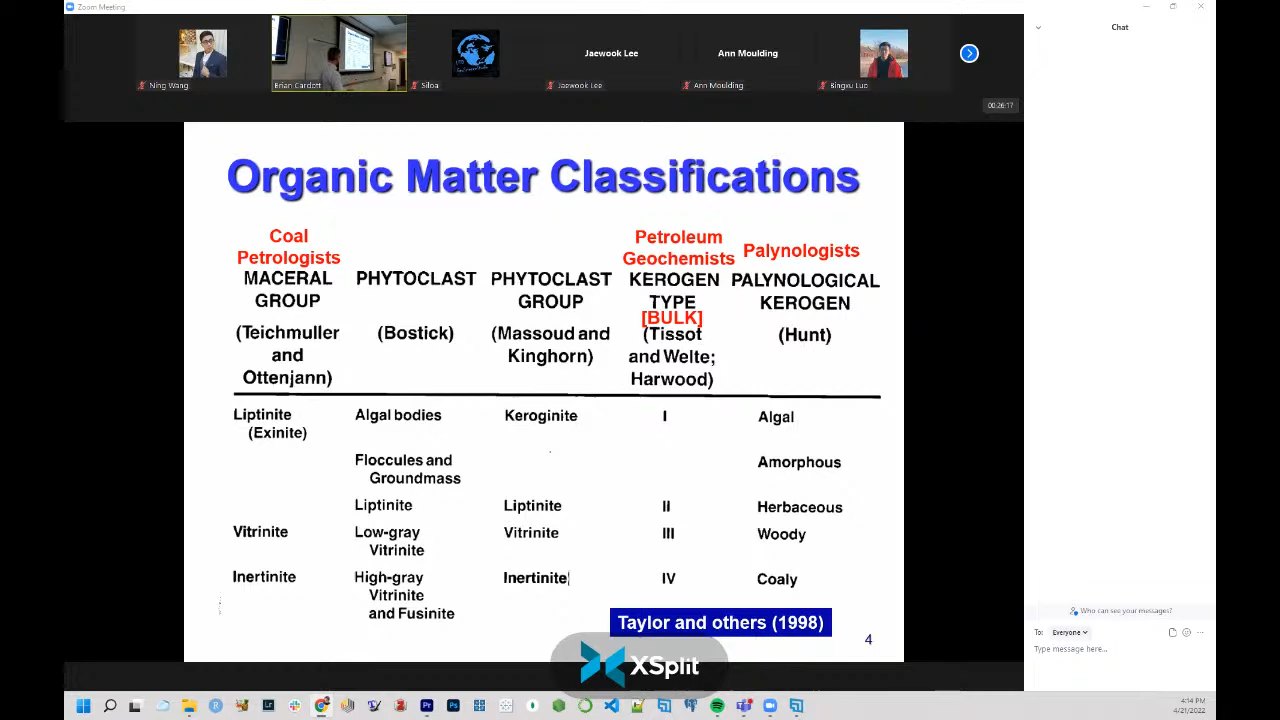 Zoom Meeting
Chat
Jaewook Lee
Ann Moulding
Ning Wang
Brian Cardott
Siloa
Jaewook Lee
Ann Moulding
Bingxu Luo
00:26:17
Organic Matter Classifications
Coal
Petrologists
MACERAL
GROUP
(Teichmuller
and
Ottenjann)
PHYTOCLAST
(Bostick)
PHYTOCLAST
GROUP
(Massoud and
Kinghorn)
Petroleum
Geochemists
KEROGEN
TYPE
[BULK]
(Tissot
and Welte;
Harwood)
Palynologists
PALYNOLOGICAL
KEROGEN
(Hunt)
Liptinite
(Exinite)
Algal bodies
Keroginite
I
Algal
Floccules and
Groundmass
Amorphous
Liptinite
Liptinite
II
Herbaceous
Vitrinite
Low-gray
Vitrinite
Vitrinite
III
Woody
Inertinite
High-gray
Vitrinite
and Fusinite
Inertinite
IV
Coaly
Taylor and others (1998)
4
XSplit
Who can see your messages?
To: Everyone
Type message here...
4:14 PM
4/21/2022